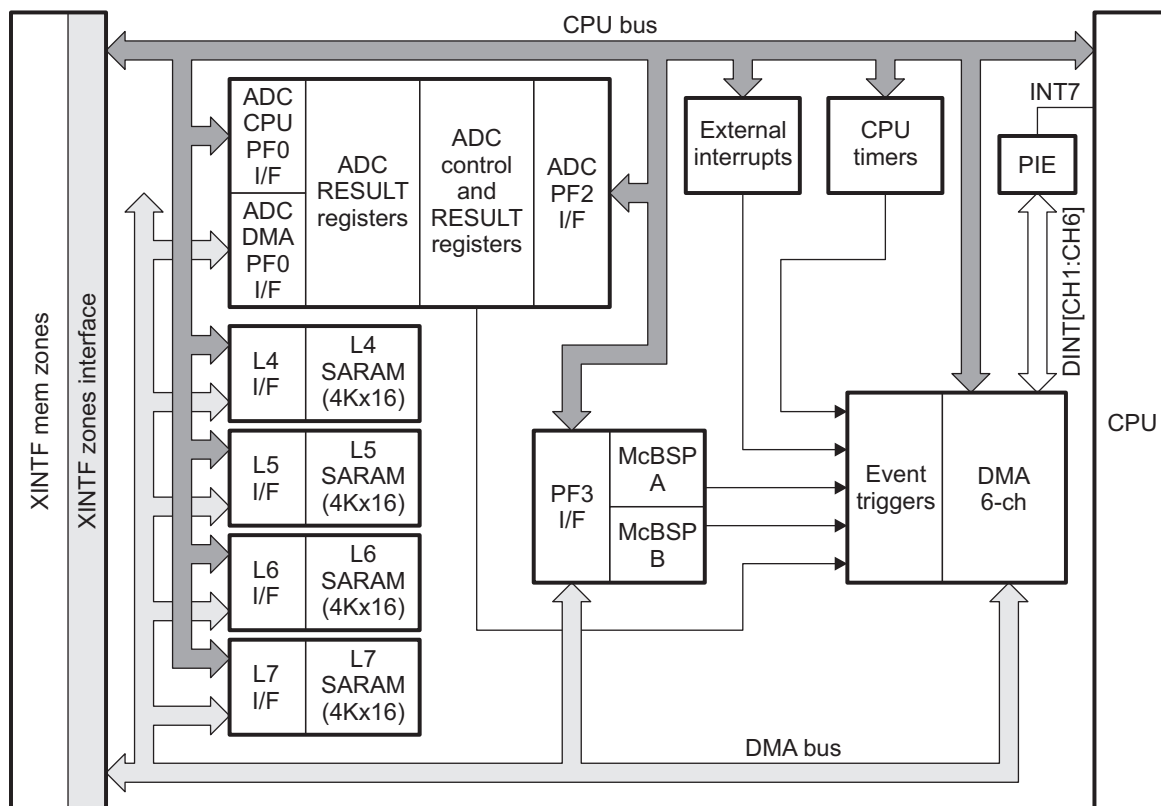 CPU bus
INT7
ADC
CPU
PF0
I/F
ADC
DMA
PF0
I/F
ADC
RESULT
registers
ADC
control
and
RESULT
registers
ADC
PF2
I/F
External
interrupts
CPU
timers
PIE
DINT[CH1:CH6]
XINTF mem zones
XINTF zones interface
L4
I/F
L4
SARAM
(4Kx16)
L5
I/F
L5
SARAM
(4Kx16)
L6
I/F
L6
SARAM
(4Kx16)
L7
I/F
L7
SARAM
(4Kx16)
PF3
I/F
McBSP
A
McBSP
B
Event
triggers
DMA
6-ch
CPU
DMA bus